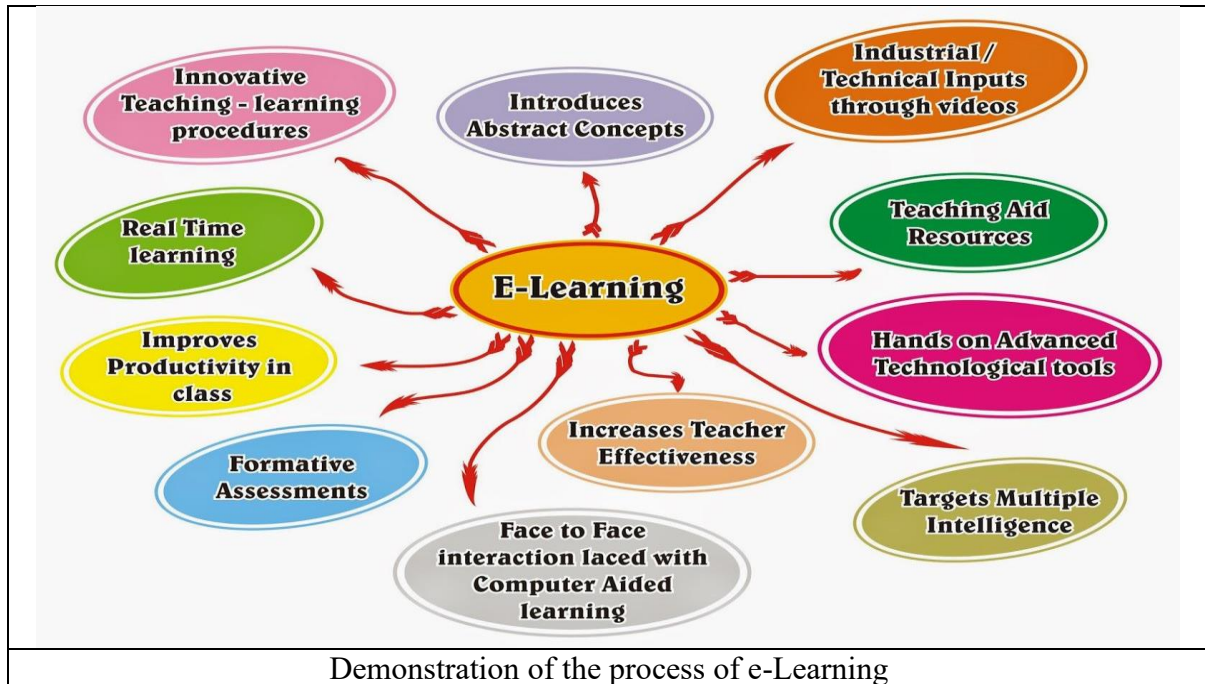 Innovative
Teaching - learning
procedures
Introduces
Abstract Concepts
Industrial /
Technical Inputs
through videos
Real Time
learning
Teaching Aid
Resources
E-Learning
Improves
Productivity in
class
Hands on Advanced
Technological tools
Increases Teacher
Effectiveness
Formative
Assessments
Targets Multiple
Intelligence
Face to Face
interaction laced with
Computer Aided
learning
Demonstration of the process of e-Learning